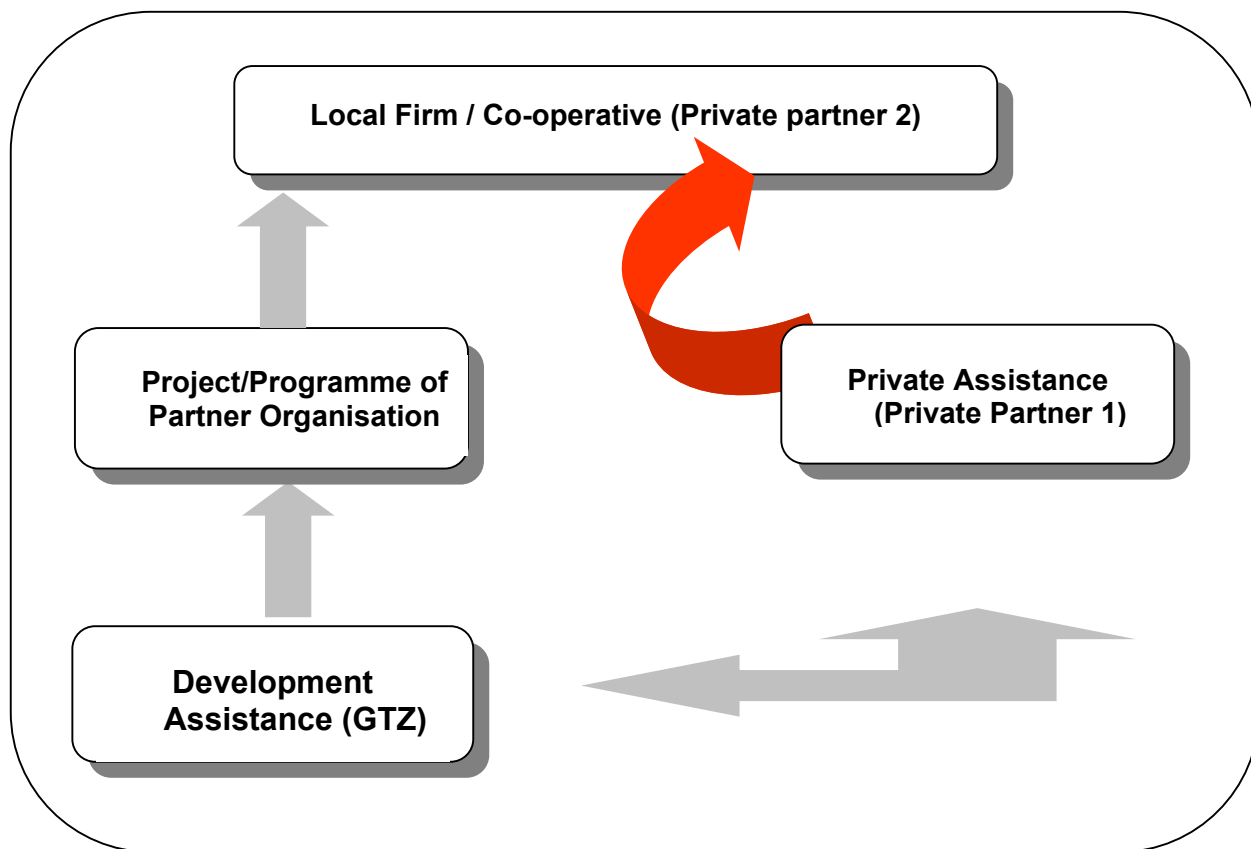 Local Firm / Co-operative (Private partner 2)
Project/Programme of
Partner Organisation
Private Assistance
(Private Partner 1)
Development
Assistance (GTZ)